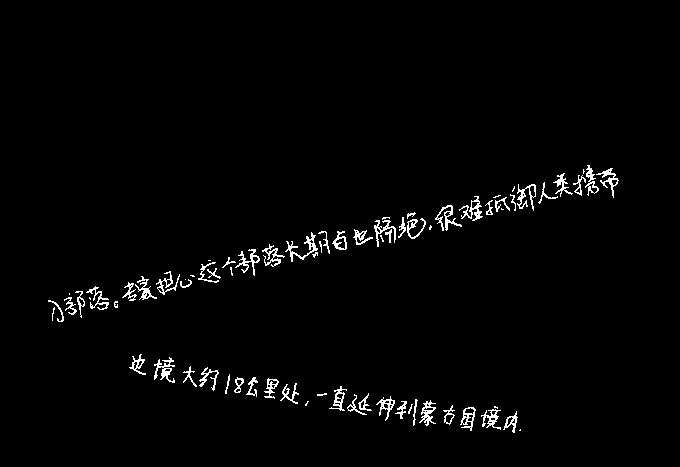 部落。专家担心这个部落长期与世隔绝,很难抵御人类携带
边境大约18公里处,一直延伸到蒙古国境内.